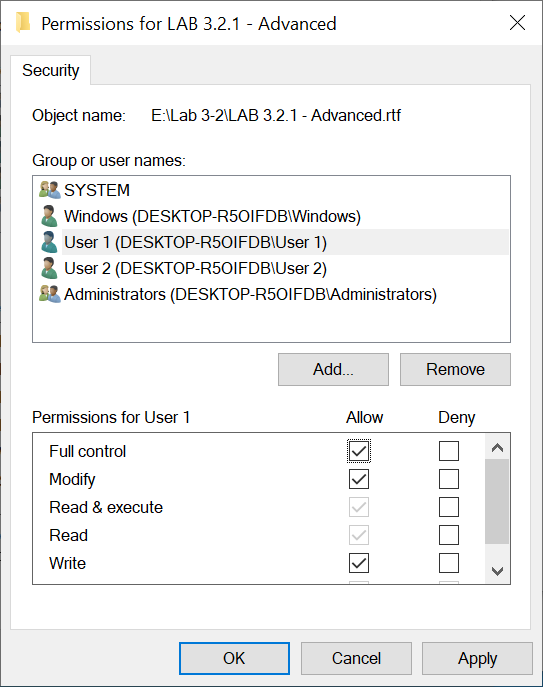 Permissions for LAB 3.2.1 - Advanced
Security
Object name: E:\Lab 3-2\LAB 3.2.1 - Advanced.rtf
Group or user names:
SYSTEM
Windows (DESKTOP-R5OIFDB\Windows)
User 1 (DESKTOP-R5OIFDB\User 1)
User 2 (DESKTOP-R5OIFDB\User 2)
Administrators (DESKTOP-R5OIFDB\Administrators)
Add... Remove
Permissions for User 1 Allow Deny
Full control
Modify
Read & execute
Read
Write
OK Cancel Apply